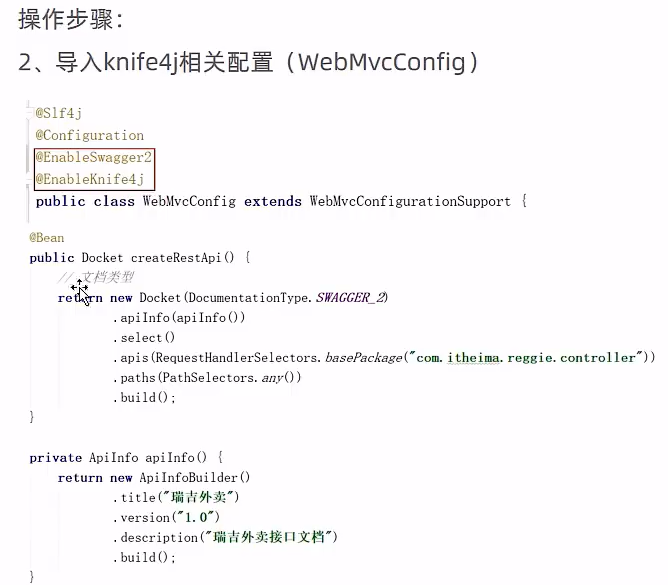 操作步骤：
2、导入knife4j相关配置（WebMvcConfig）
@Slf4j
@Configuration
@EnableSwagger2
@EnableKnife4j
public class WebMvcConfig extends WebMvcConfigurationSupport {
@Bean
public Docket createRestApi() {
// 文档类型
return new Docket(DocumentationType.SWAGGER_2)
.apiInfo(apiInfo())
.select()
.apis(RequestHandlerSelectors.basePackage("com.itheima.reggie.controller"))
.paths(PathSelectors.any())
.build();
}
private ApiInfo apiInfo() {
return new ApiInfoBuilder()
.title("瑞吉外卖")
.version("1.0")
.description("瑞吉外卖接口文档")
.build();
}